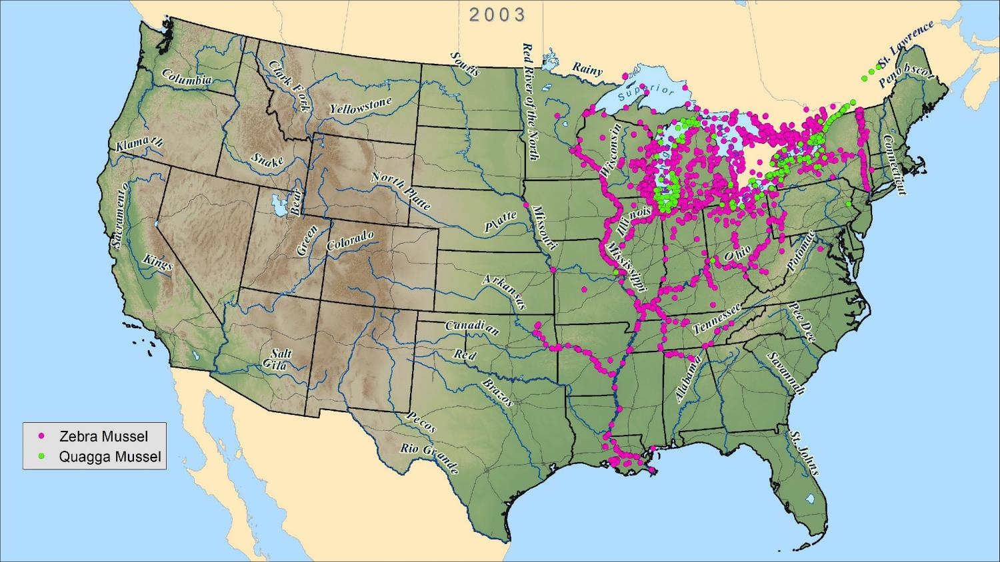 2003
St. Lawrence
Souris
Red River of the North
Rainy
Penobscot
Columbia
Clark Fork
Superior
Yellowstone
Klamath
Snake
Wisconsin
Connecticut
Sacramento
Bear
North Platte
Platte
Missouri
Illinois
Green
Colorado
Kings
Mississippi
Ohio
Potomac
Arkansas
Canadian
Tennessee
Pee Dee
Red
Salt
Gila
Brazos
Alabama
Savannah
Pecos
Rio Grande
St. Johns
Zebra Mussel
Quagga Mussel